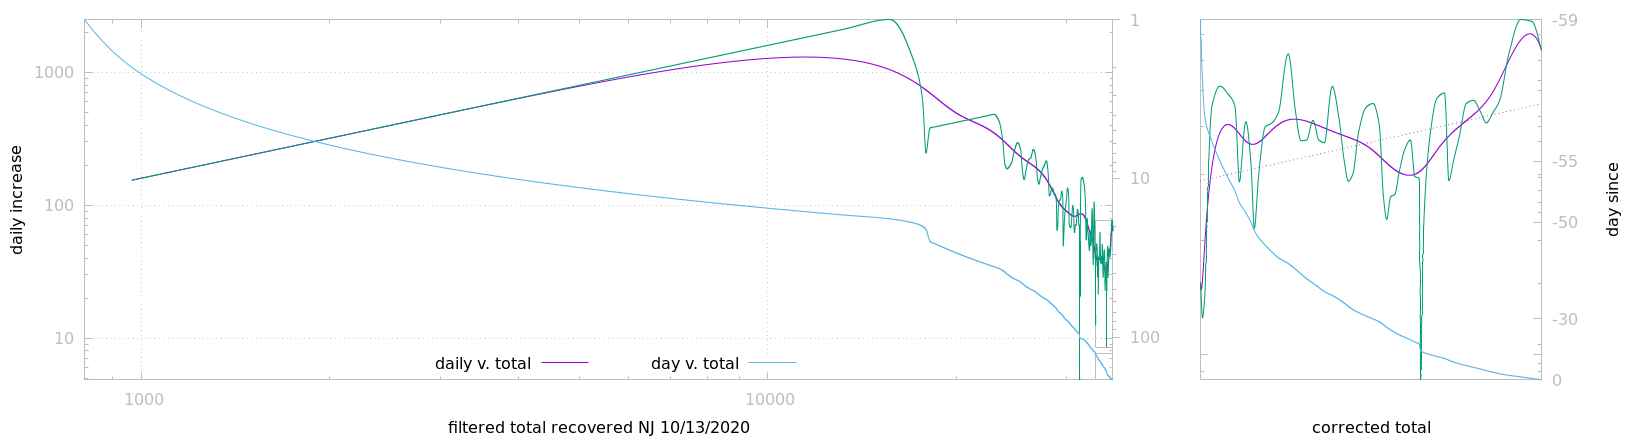 1
-59
1000
daily increase
10
-55
day since
100
-50
-30
10
100
daily v. total
day v. total
0
1000
10000
filtered total recovered NJ 10/13/2020
corrected total